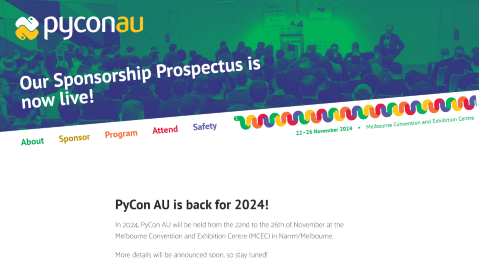 pyconau
Our Sponsorship Prospectus is
now live!
About Sponsor Program Attend Safety
22–26 November 2024 • Melbourne Convention and Exhibition Centre
PyCon AU is back for 2024!
In 2024, PyCon AU will be held from the 22nd to the 26th of November at the
Melbourne Convention and Exhibition Centre (MCEC) in Narrm/Melbourne.
More details will be announced soon, so stay tuned!